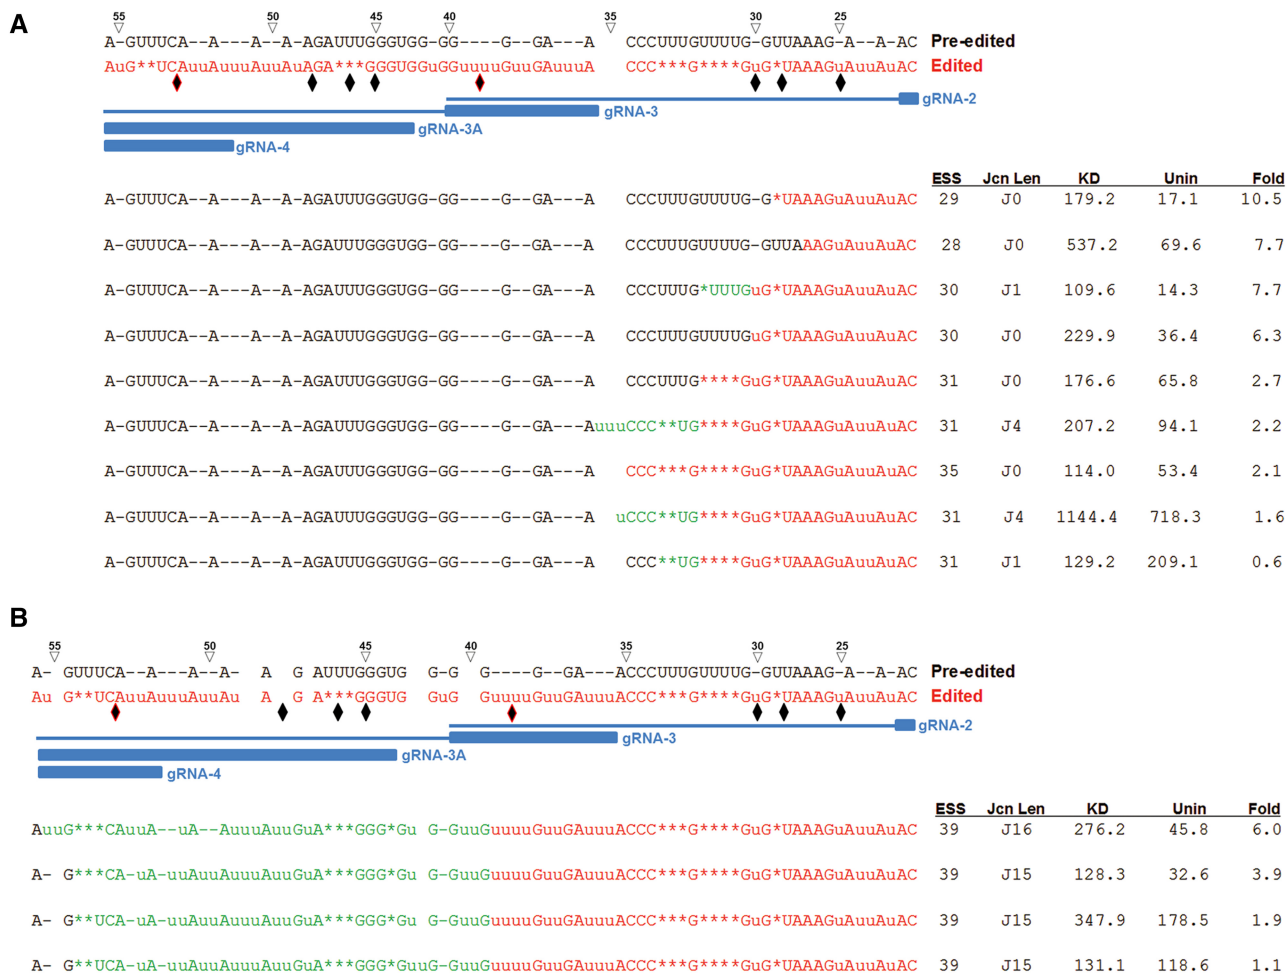 A
55 50 45 40 35 30 25
A-GUUUCA--A---A--A-AGAUUUGGGUGG-GG----G--GA---A CCCUUUGUUUUG-GUUAAAG-A--A-AC Pre-edited
AuG**UCAuuAuuuAuuAuAGA***GGGUGGuGGuuuuGuuGAuuuA CCC***G****GuG*UAAAGuAuuAuAC Edited
gRNA-2
gRNA-3
gRNA-3A
gRNA-4
ESS Jcn Len KD Unin Fold
A-GUUUCA--A---A--A-AGAUUUGGGUGG-GG----G--GA---A CCCUUUGUUUUG-G*UAAAGuAuuAuAC 29 J0 179.2 17.1 10.5
A-GUUUCA--A---A--A-AGAUUUGGGUGG-GG----G--GA---A CCCUUUGUUUUG-GUUAAAGuAuuAuAC 28 J0 537.2 69.6 7.7
A-GUUUCA--A---A--A-AGAUUUGGGUGG-GG----G--GA---A CCCUUUG*UUUGuG*UAAAGuAuuAuAC 30 J1 109.6 14.3 7.7
A-GUUUCA--A---A--A-AGAUUUGGGUGG-GG----G--GA---A CCCUUUGUUUUGuG*UAAAGuAuuAuAC 30 J0 229.9 36.4 6.3
A-GUUUCA--A---A--A-AGAUUUGGGUGG-GG----G--GA---A CCCUUUG****GuG*UAAAGuAuuAuAC 31 J0 176.6 65.8 2.7
A-GUUUCA--A---A--A-AGAUUUGGGUGG-GG----G--GA---AuuuCCC**UG****GuG*UAAAGuAuuAuAC 31 J4 207.2 94.1 2.2
A-GUUUCA--A---A--A-AGAUUUGGGUGG-GG----G--GA---A CCC***G****GuG*UAAAGuAuuAuAC 35 J0 114.0 53.4 2.1
A-GUUUCA--A---A--A-AGAUUUGGGUGG-GG----G--GA---A uCCC**UG****GuG*UAAAGuAuuAuAC 31 J4 1144.4 718.3 1.6
A-GUUUCA--A---A--A-AGAUUUGGGUGG-GG----G--GA---A CCC**UG****GuG*UAAAGuAuuAuAC 31 J1 129.2 209.1 0.6
B
55 50 45 40 35 30 25
A- GUUUCA--A---A--A- A G AUUUGGGUG G-G G----G--GA---ACCCUUUGUUUUG-GUUAAAG-A--A-AC Pre-edited
Au G**UCAuuAuuuAuuAu A G A***GGGUG GuG GuuuuGuuGAuuuACCC***G****GuG*UAAAGuAuuAuAC Edited
gRNA-2
gRNA-3
gRNA-3A
gRNA-4
ESS Jcn Len KD Unin Fold
AuuG***CAuuA--uA--AuuuAuuGuA***GGG*Gu G-GuuGuuuuGuuGAuuuACCC***G****GuG*UAAAGuAuuAuAC 39 J16 276.2 45.8 6.0
A- G***CA-uA-uuAuuAuuuAuuGuA***GGG*Gu G-GuuGuuuuGuuGAuuuACCC***G****GuG*UAAAGuAuuAuAC 39 J15 128.3 32.6 3.9
A- G**UCA-uA-uuAuuAuuuAuuGuA***GGG*Gu G-GuuGuuuuGuuGAuuuACCC***G****GuG*UAAAGuAuuAuAC 39 J15 347.9 178.5 1.9
A- G**UCA-uA-uuAuuAuuuAuuGuA***GGG*GuuG-GuuGuuuuGuuGAuuuACCC***G****GuG*UAAAGuAuuAuAC 39 J15 131.1 118.6 1.1